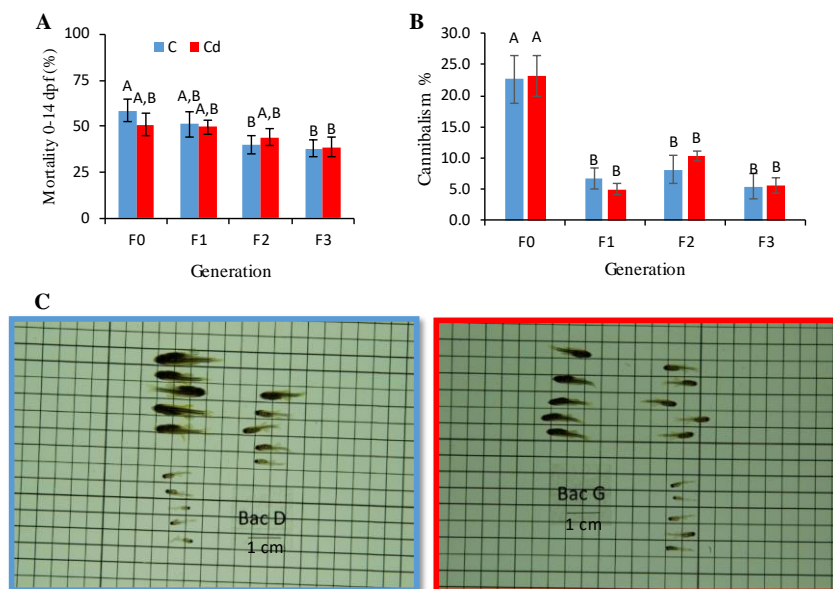 A
Mortality 0-14 dpf (%)
100
75
50
25
0
C
Cd
A
A,B
A,B
A,B
B
A,B
B
B
F0
F1
F2
F3
Generation
B
Cannibalism %
30.0
25.0
20.0
15.0
10.0
5.0
0.0
A
A
B
B
B
B
B
B
F0
F1
F2
F3
Generation
C
Bac D
1 cm
Bac G
1 cm